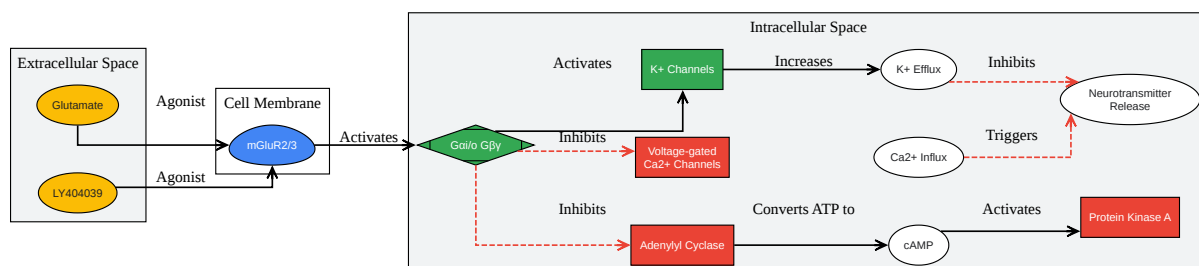 Intracellular Space
Extracellular Space
Glutamate
LY404039
Agonist
Agonist
Cell Membrane
mGluR2/3
Activates
Gαi/o Gβγ
Activates
Inhibits
Inhibits
K+ Channels
Voltage-gated
Ca2+ Channels
Adenylyl Cyclase
Increases
Converts ATP to
K+ Efflux
Ca2+ Influx
cAMP
Inhibits
Triggers
Activates
Neurotransmitter
Release
Protein Kinase A